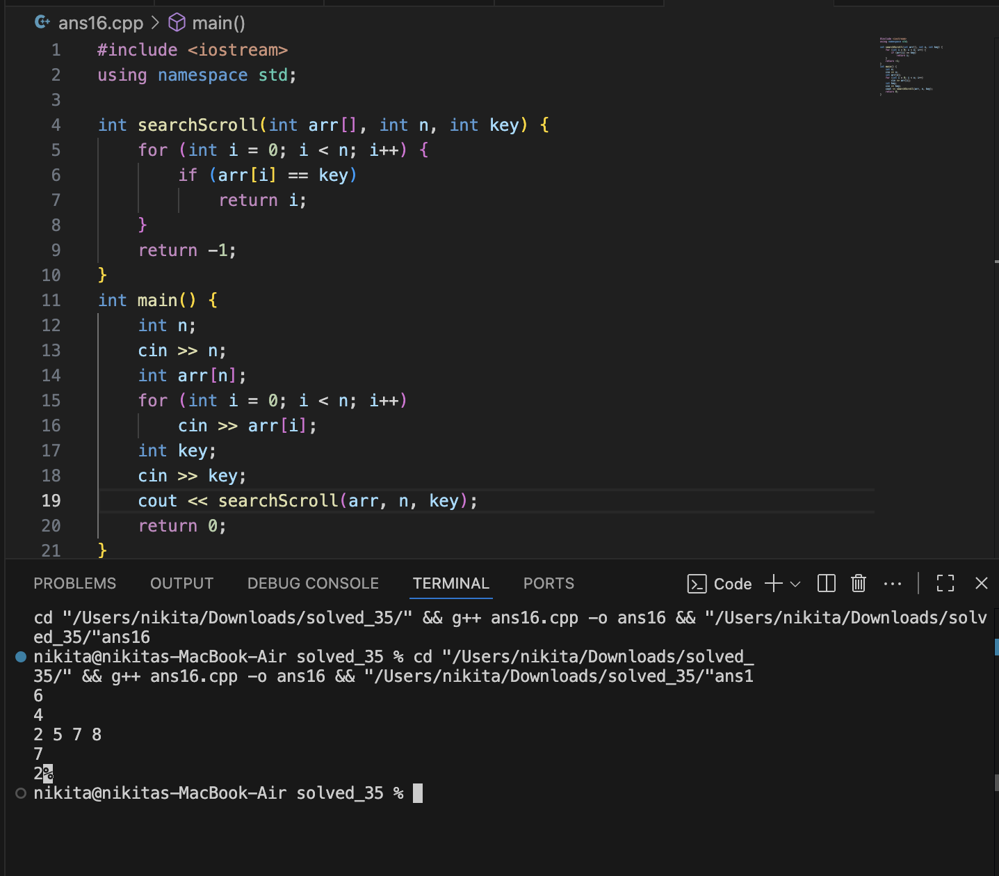 ans16.cpp > main()
1 #include <iostream>
2 using namespace std;
3
4 int searchScroll(int arr[], int n, int key) {
5     for (int i = 0; i < n; i++) {
6         if (arr[i] == key)
7             return i;
8     }
9     return -1;
10 }
11 int main() {
12     int n;
13     cin >> n;
14     int arr[n];
15     for (int i = 0; i < n; i++)
16         cin >> arr[i];
17     int key;
18     cin >> key;
19     cout << searchScroll(arr, n, key);
20     return 0;
21 }
PROBLEMS OUTPUT DEBUG CONSOLE TERMINAL PORTS Code
cd "/Users/nikita/Downloads/solved_35/" && g++ ans16.cpp -o ans16 && "/Users/nikita/Downloads/solv
ed_35/"ans16
nikita@nikitas-MacBook-Air solved_35 % cd "/Users/nikita/Downloads/solved_
35/" && g++ ans16.cpp -o ans16 && "/Users/nikita/Downloads/solved_35/"ans1
6
4
2 5 7 8
7
2%
nikita@nikitas-MacBook-Air solved_35 %